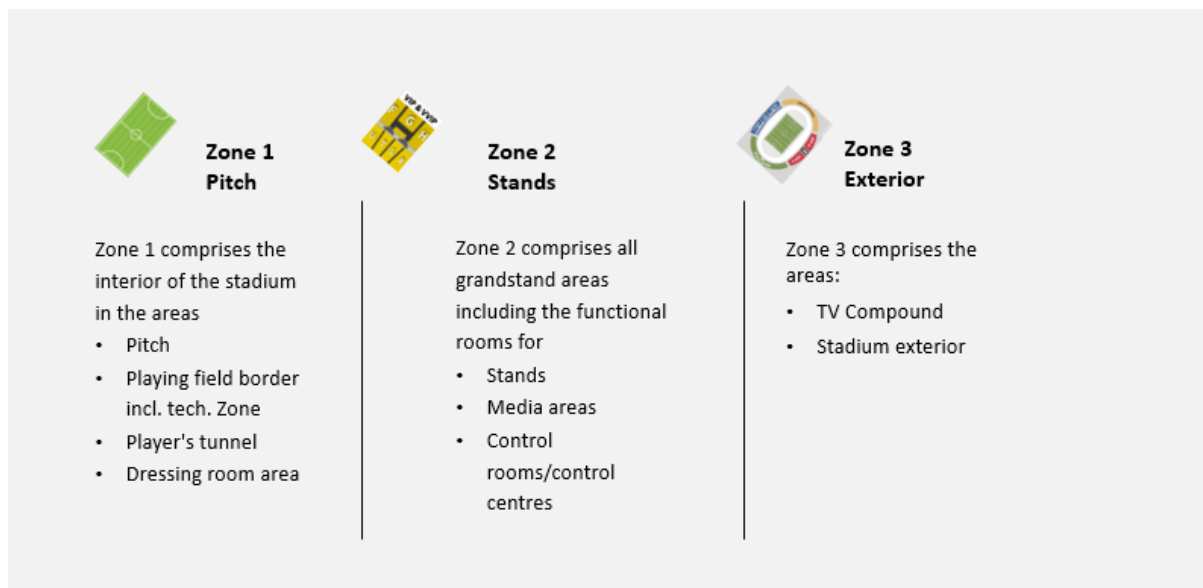 Zone 1
Pitch
Zone 1 comprises the
interior of the stadium
in the areas
• Pitch
• Playing field border
incl. tech. Zone
• Player's tunnel
• Dressing room area
VIP & VVIP
F G H
Zone 2
Stands
Zone 2 comprises all
grandstand areas
including the functional
rooms for
• Stands
• Media areas
• Control
rooms/control
centres
Zone 3
Exterior
Zone 3 comprises the
areas:
• TV Compound
• Stadium exterior